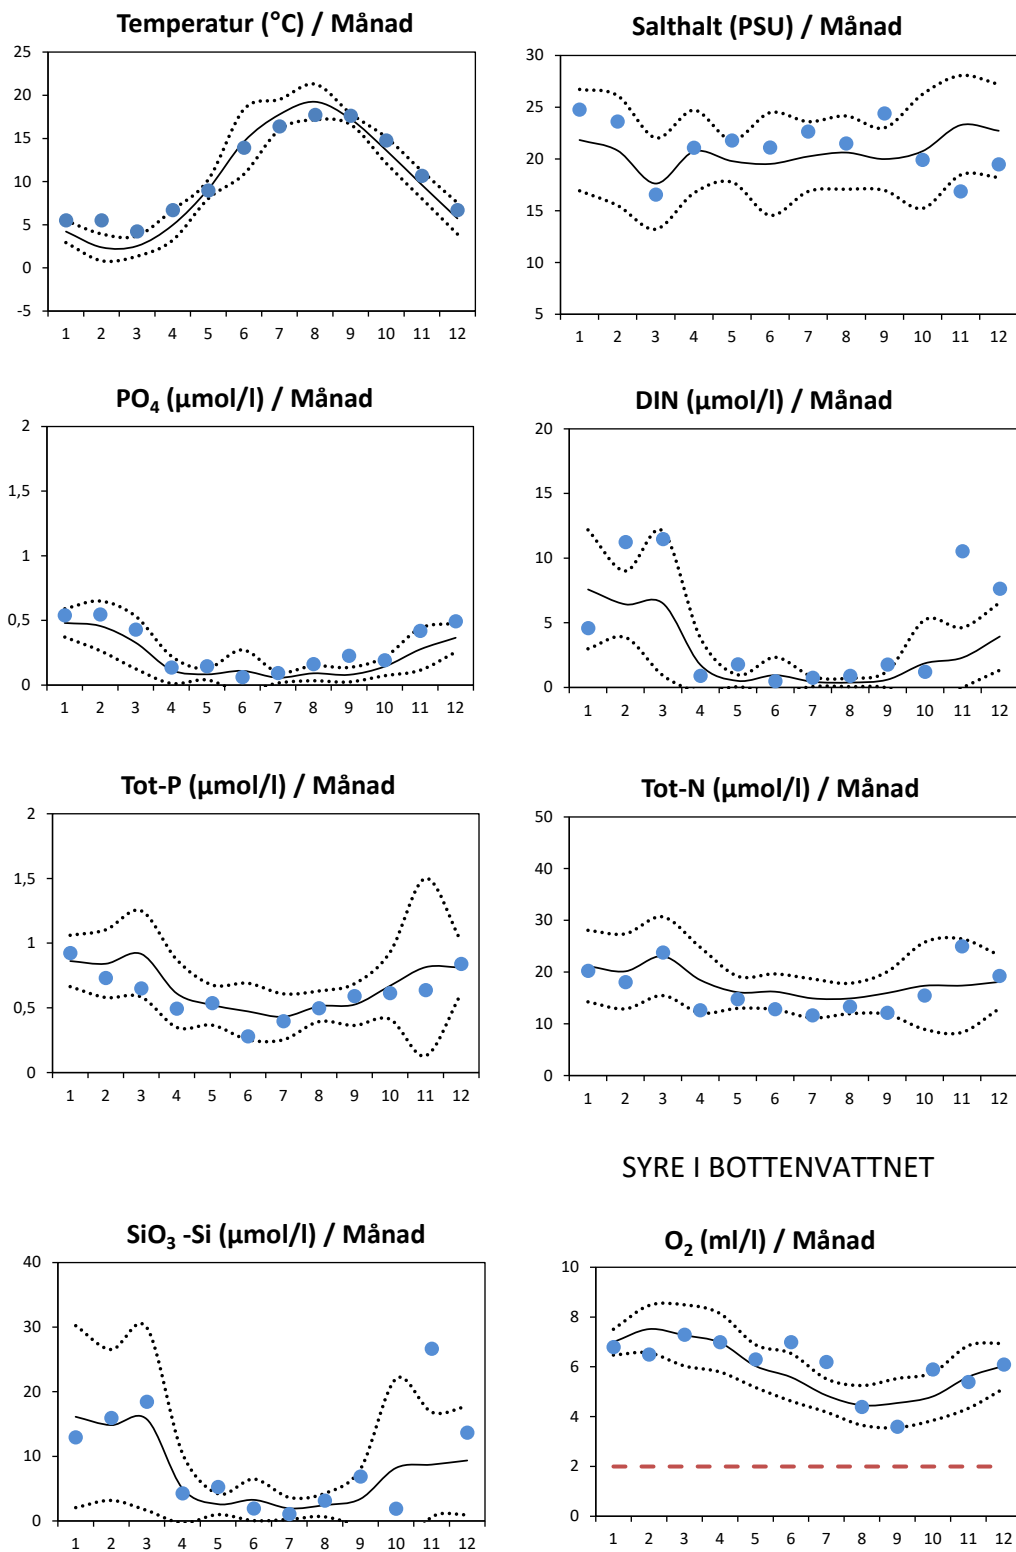 Temperatur (°C) / Månad
25
20
15
10
5
0
-5
1 2 3 4 5 6 7 8 9 10 11 12
Salthalt (PSU) / Månad
30
25
20
15
10
5
1 2 3 4 5 6 7 8 9 10 11 12
PO₄ (µmol/l) / Månad
2
1,5
1
0,5
0
1 2 3 4 5 6 7 8 9 10 11 12
DIN (µmol/l) / Månad
20
15
10
5
0
1 2 3 4 5 6 7 8 9 10 11 12
Tot-P (µmol/l) / Månad
2
1,5
1
0,5
0
1 2 3 4 5 6 7 8 9 10 11 12
Tot-N (µmol/l) / Månad
50
40
30
20
10
0
1 2 3 4 5 6 7 8 9 10 11 12
SiO₃ -Si (µmol/l) / Månad
40
30
20
10
0
1 2 3 4 5 6 7 8 9 10 11 12
SYRE I BOTTENVATTNET
O₂ (ml/l) / Månad
10
8
6
4
2
0
1 2 3 4 5 6 7 8 9 10 11 12